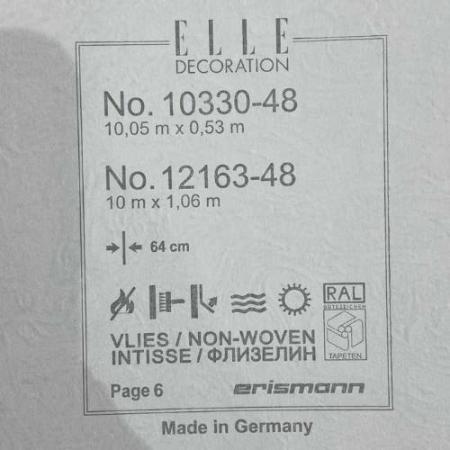 ELLE
DECORATION
No. 10330-48
10,05 m x 0,53 m
No. 12163-48
10 m x 1,06 m
64 cm
RAL
GÜTEZEICHEN
TAPETEN
VLIES / NON-WOVEN
INTISSE / ФЛИЗЕЛИН
Page 6
erismann
Made in Germany